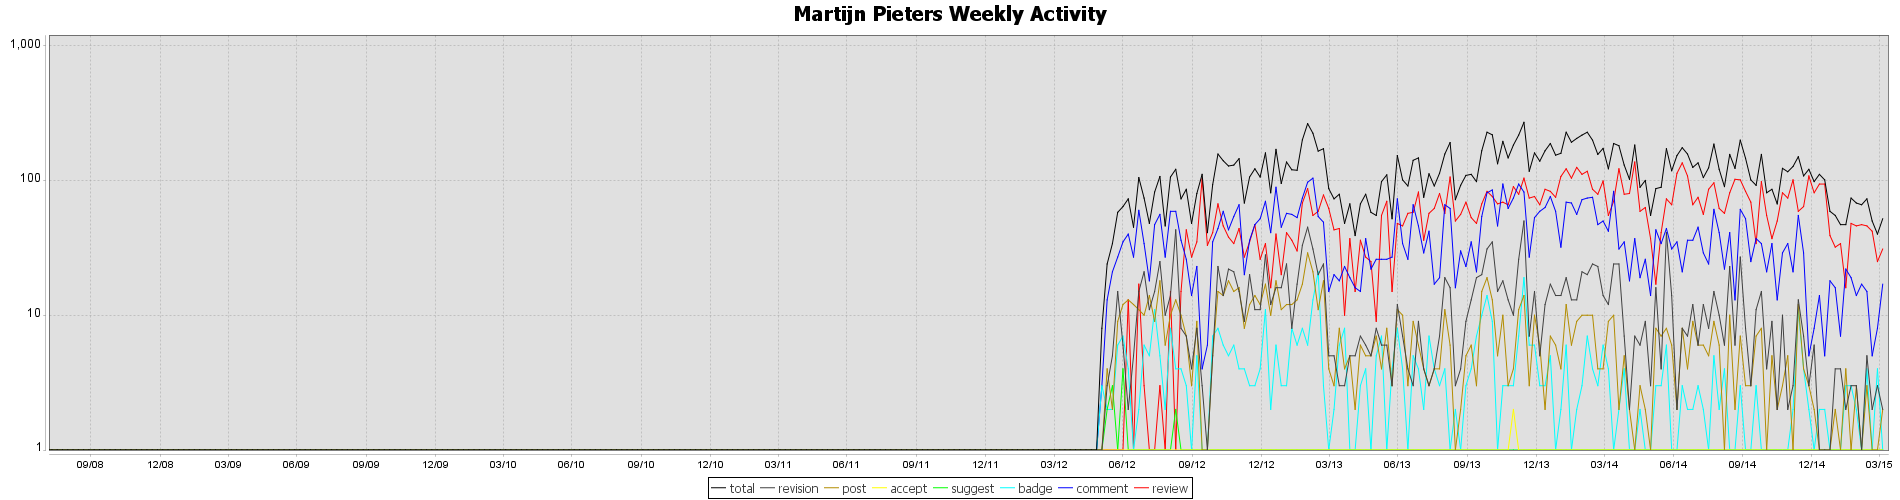 Martijn Pieters Weekly Activity
1,000
100
10
1
09/08 12/08 03/09 06/09 09/09 12/09 03/10 06/10 09/10 12/10 03/11 06/11 09/11 12/11 03/12 06/12 09/12 12/12 03/13 06/13 09/13 12/13 03/14 06/14 09/14 12/14 03/15
total revision post accept suggest badge comment review